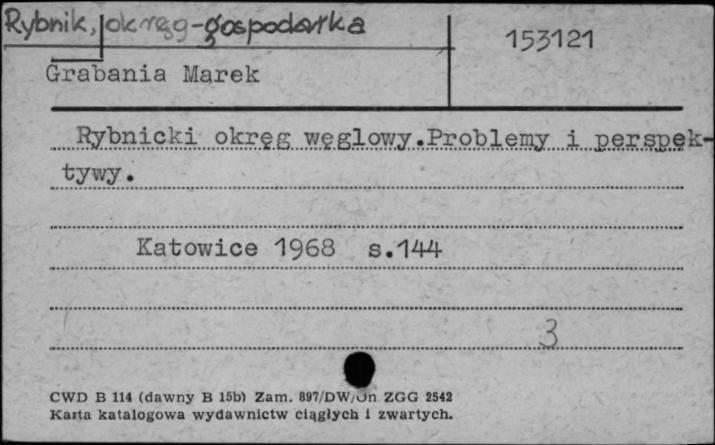 Rybnik, okręg-gospodarka
153121
Grabania Marek
Rybnicki okręg węglowy.Problemy i perspek-
tywy.
Katowice 1968 s.144
3
CWD B 114 (dawny B 15b) Zam. 897/DW/Un ZGG 2542
Karta katalogowa wydawnictw ciągłych i zwartych.